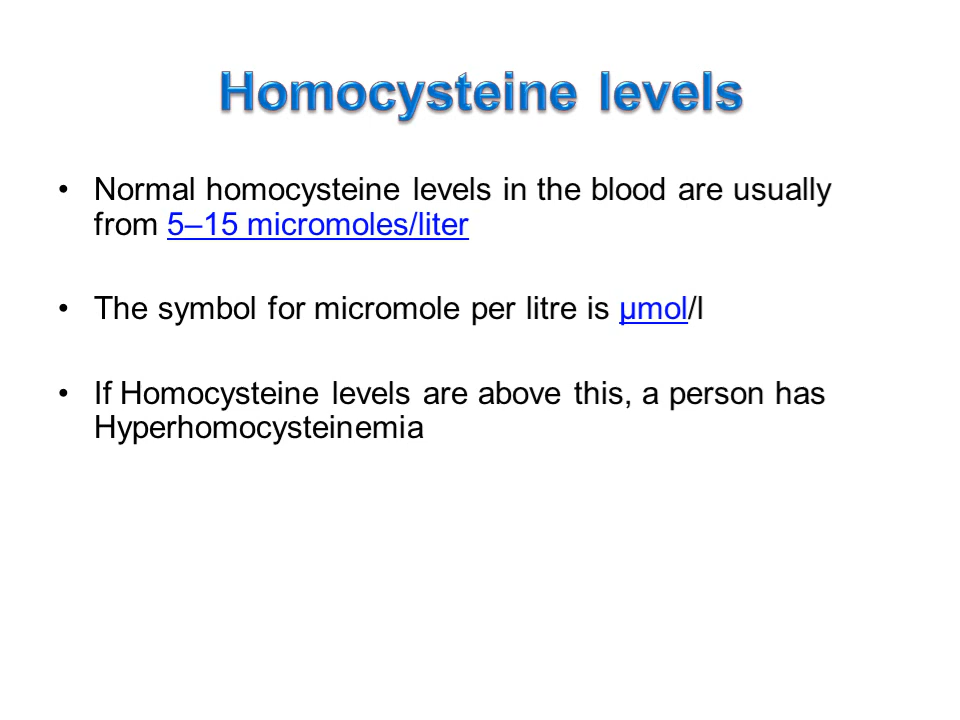 Homocysteine levels
• Normal homocysteine levels in the blood are usually
from 5–15 micromoles/liter
• The symbol for micromole per litre is µmol/l
• If Homocysteine levels are above this, a person has
Hyperhomocysteinemia